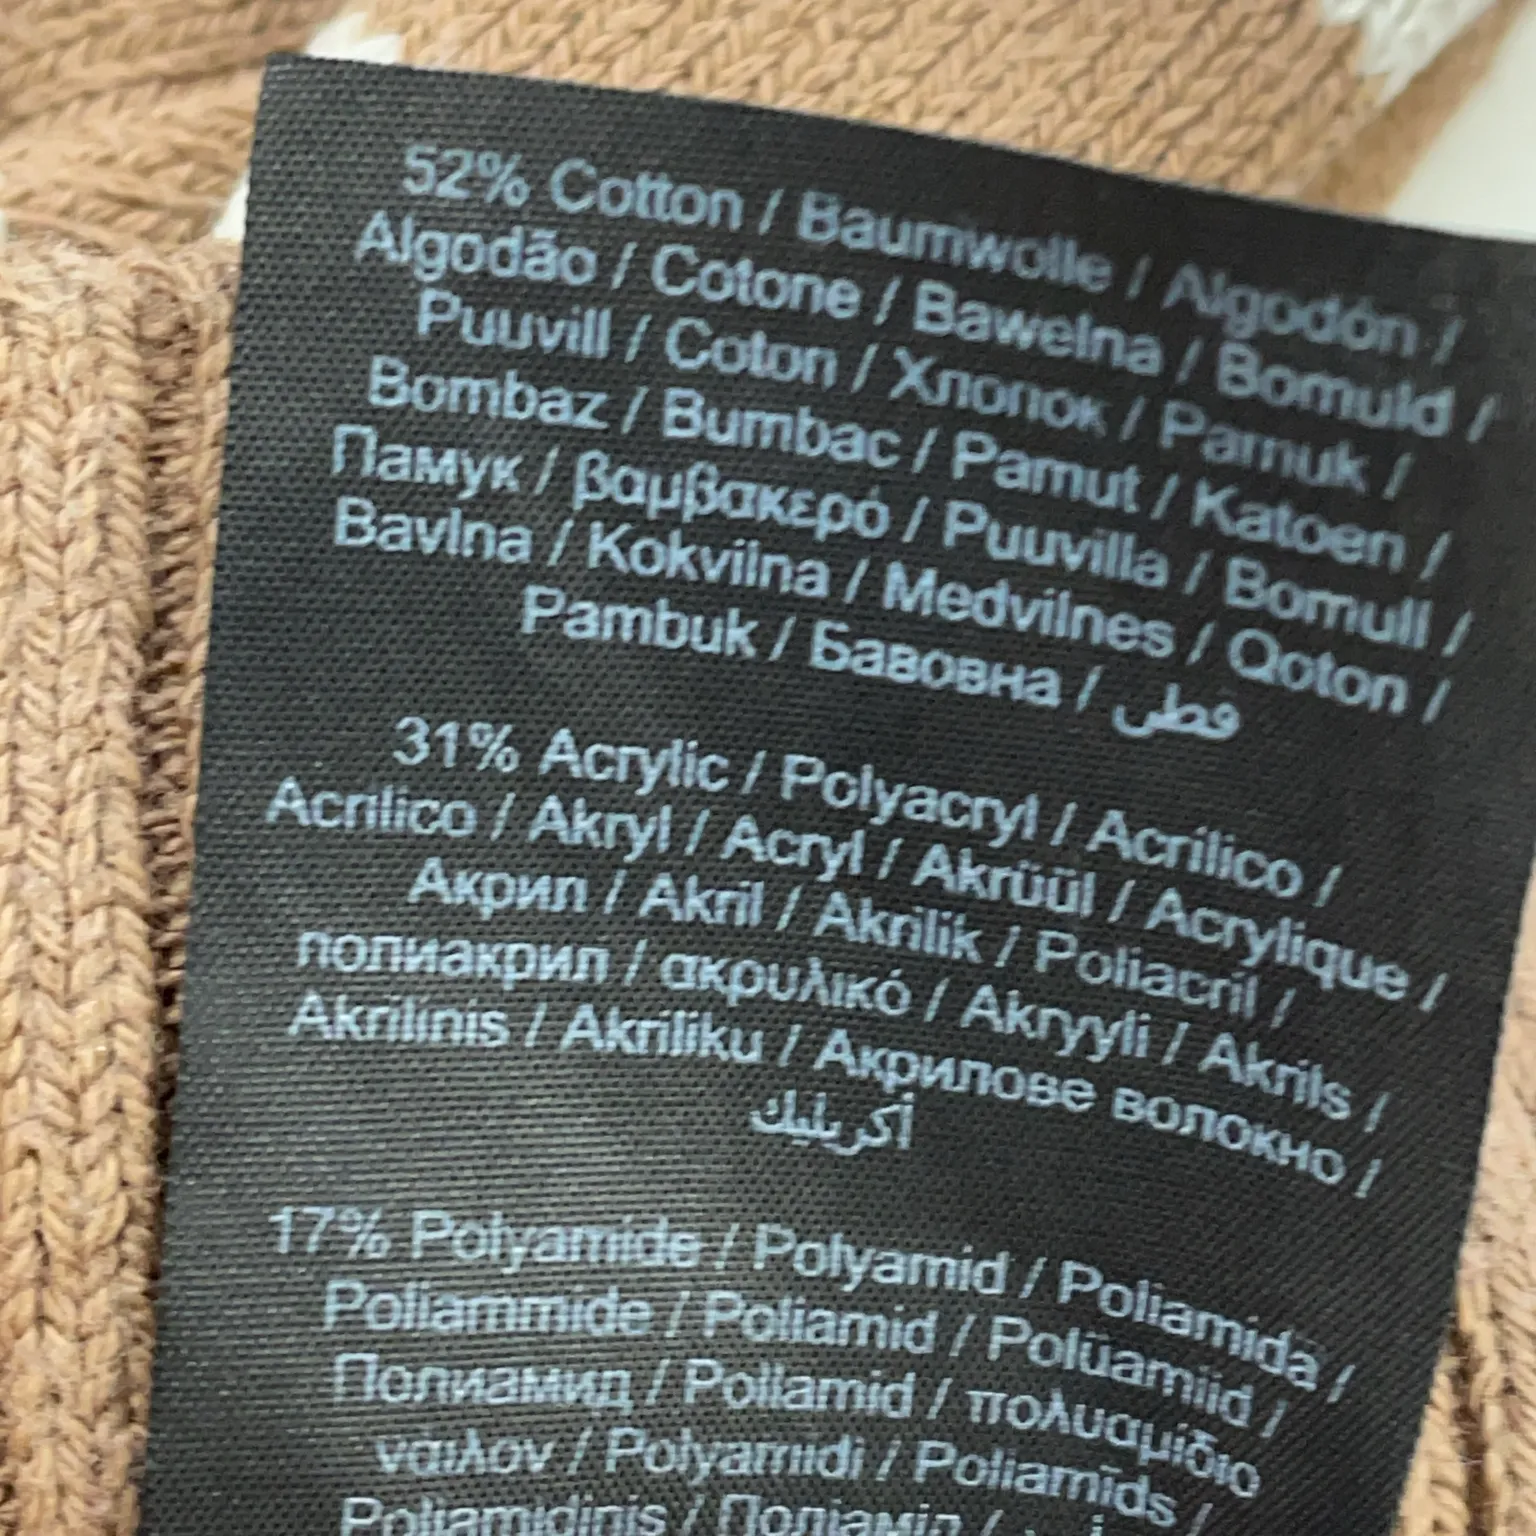 52% Cotton / Baumwolle / Algodón /
Algodão / Cotone / Bawełna / Bomuld /
Puuvill / Coton / Хлопок / Pamuk /
Bombaz / Bumbac / Pamut / Katoen /
Памук / βαμβακερό / Puuvilla / Bomull /
Bavlna / Kokvilna / Medvilnės / Qoton /
Pambuk / Бавовна / قطن
31% Acrylic / Polyacryl / Acrílico /
Acrilico / Akryl / Acryl / Akrüül / Acrylique /
Акрил / Akril / Akrilik / Poliacril /
полиакрил / ακρυλικό / Akryyli / Akrils /
Akrilinis / Akriliku / Акрилове волокно /
أكريليك
17% Polyamide / Polyamid / Poliamida /
Poliammide / Poliamid / Polüamiid /
Полиамид / Poliamid / πολυαμίδιο
νάιλον / Polyamidi / Poliamīds /
Poliamidinis / Поліамід /